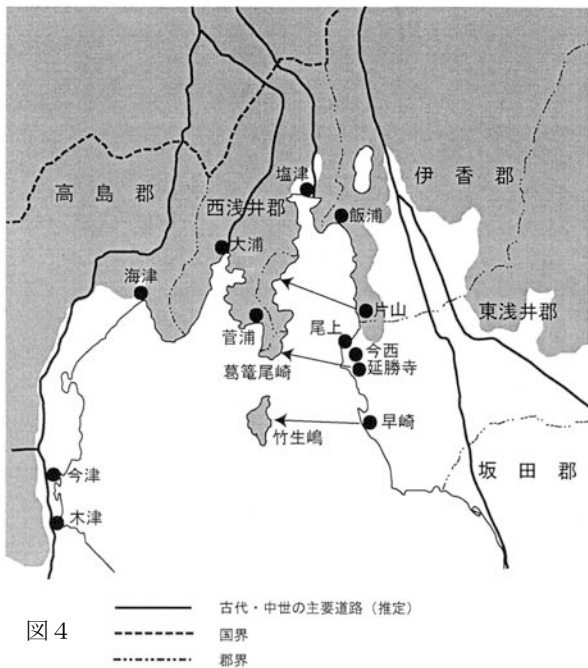 塩津
伊香郡
高島郡
西浅井郡
飯浦
大浦
海津
片山
東浅井郡
菅浦
尾上
今西
延勝寺
葛籠尾崎
早崎
竹生嶋
坂田郡
今津
木津
図4
古代・中世の主要道路（推定）
国界
郡界